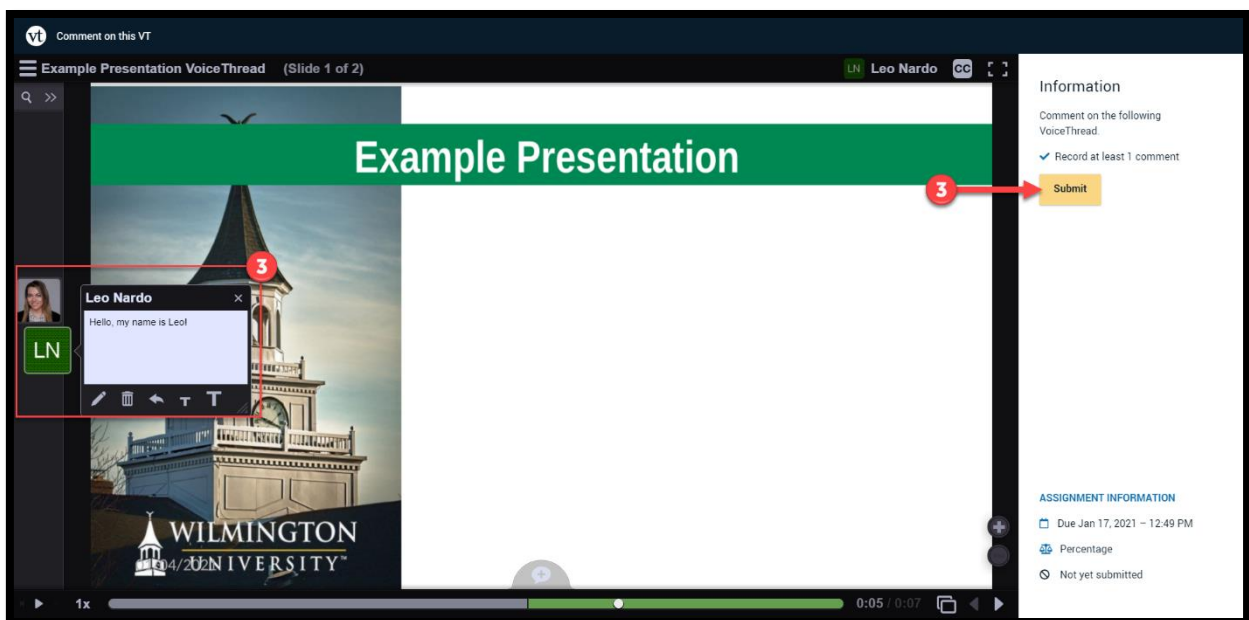 vt Comment on this VT
Example Presentation VoiceThread (Slide 1 of 2)
LN Leo Nardo CC
Information
Comment on the following
VoiceThread.
Record at least 1 comment
3
Submit
Example Presentation
3
Leo Nardo ×
Hello, my name is Leo!
LN
T T
WILMINGTON
UNIVERSITY™
ASSIGNMENT INFORMATION
Due Jan 17, 2021 – 12:49 PM
Percentage
Not yet submitted
1x 0:05 / 0:07